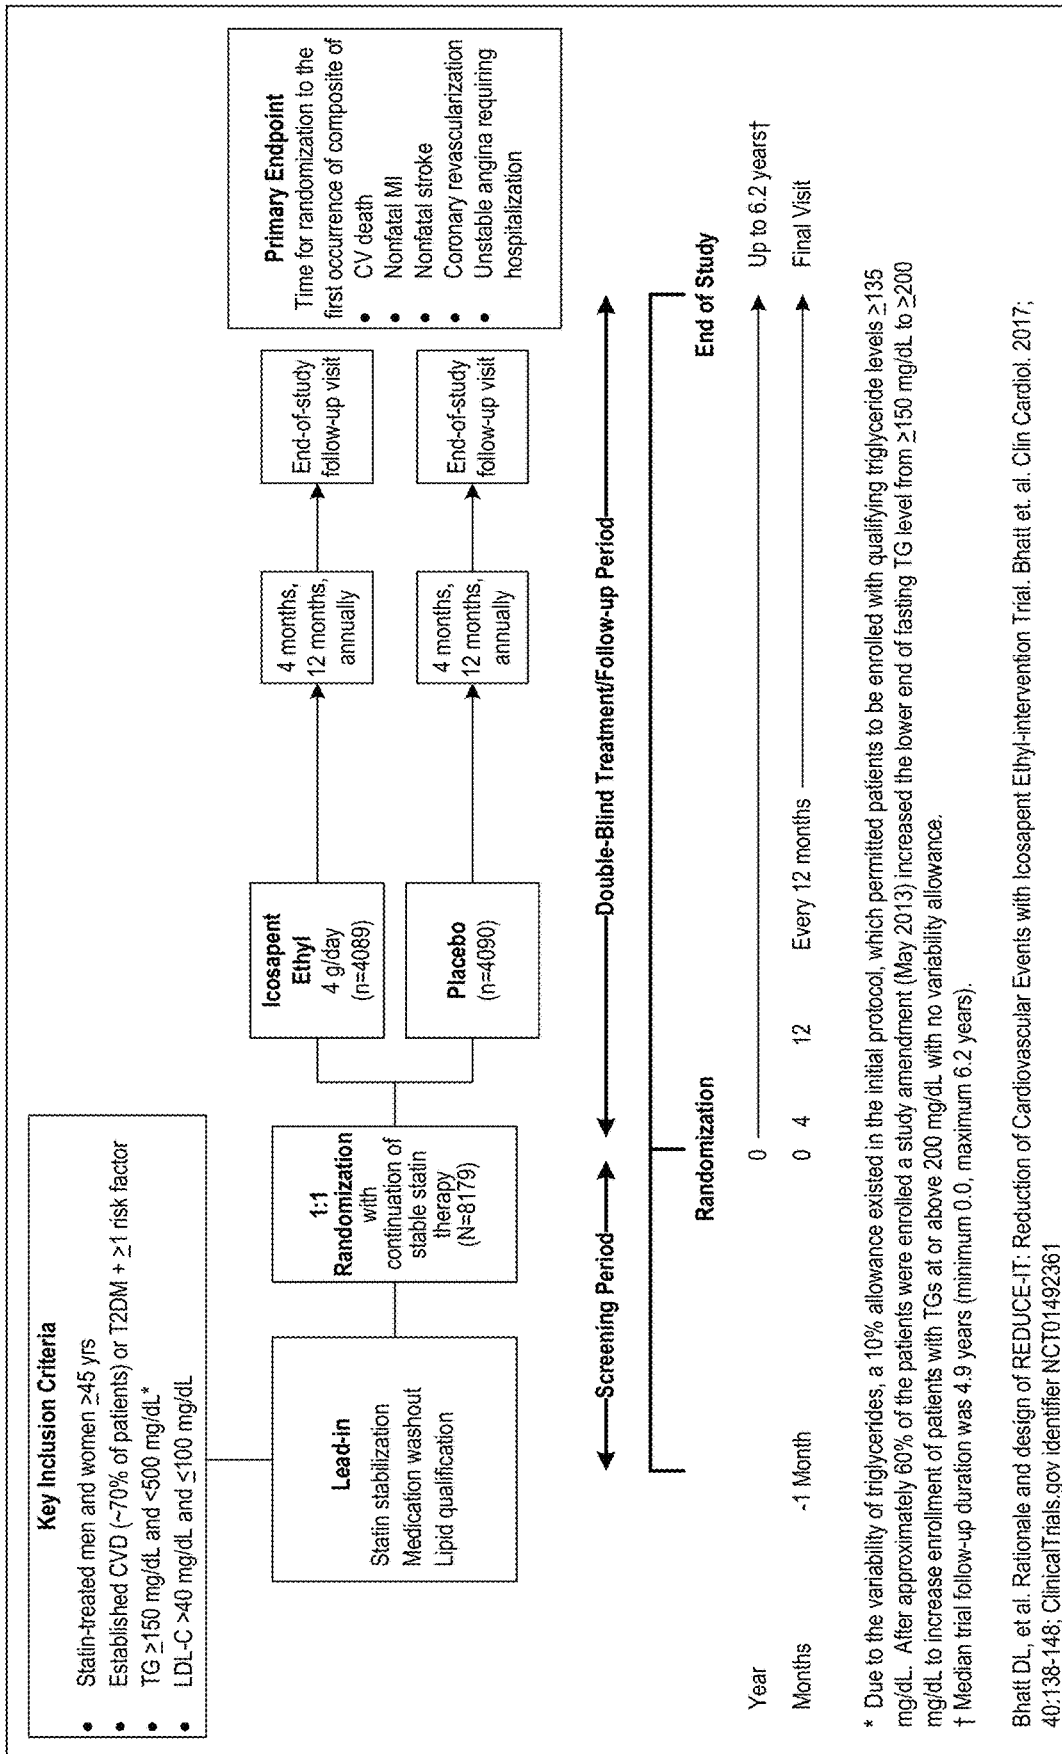 Key Inclusion Criteria
• Statin-treated men and women ≥45 yrs
• Established CVD (~70% of patients) or T2DM + ≥1 risk factor
• TG ≥150 mg/dL and <500 mg/dL*
• LDL-C >40 mg/dL and ≤100 mg/dL
Lead-in
Statin stabilization
Medication washout
Lipid qualification
1:1
Randomization
with
continuation of
stable statin
therapy
(N=8179)
Icosapent
Ethyl
4 g/day
(n=4089)
Placebo
(n=4090)
4 months,
12 months,
annually
4 months,
12 months,
annually
End-of-study
follow-up visit
End-of-study
follow-up visit
Primary Endpoint
Time for randomization to the
first occurrence of composite of
• CV death
• Nonfatal MI
• Nonfatal stroke
• Coronary revascularization
• Unstable angina requiring
hospitalization
Screening Period
Double-Blind Treatment/Follow-up Period
Randomization
End of Study
Year 0 Up to 6.2 years†
Months -1 Month 0 4 12 Every 12 months Final Visit
* Due to the variability of triglycerides, a 10% allowance existed in the initial protocol, which permitted patients to be enrolled with qualifying triglyceride levels ≥135
mg/dL. After approximately 60% of the patients were enrolled a study amendment (May 2013) increased the lower end of fasting TG level from ≥150 mg/dL to ≥200
mg/dL to increase enrollment of patients with TGs at or above 200 mg/dL with no variability allowance.
† Median trial follow-up duration was 4.9 years (minimum 0.0, maximum 6.2 years).
Bhatt DL, et al. Rationale and design of REDUCE-IT: Reduction of Cardiovascular Events with Icosapent Ethyl-intervention Trial. Bhatt et. al. Clin Cardiol. 2017;
40:138-148; ClinicalTrials.gov identifier NCT01492361